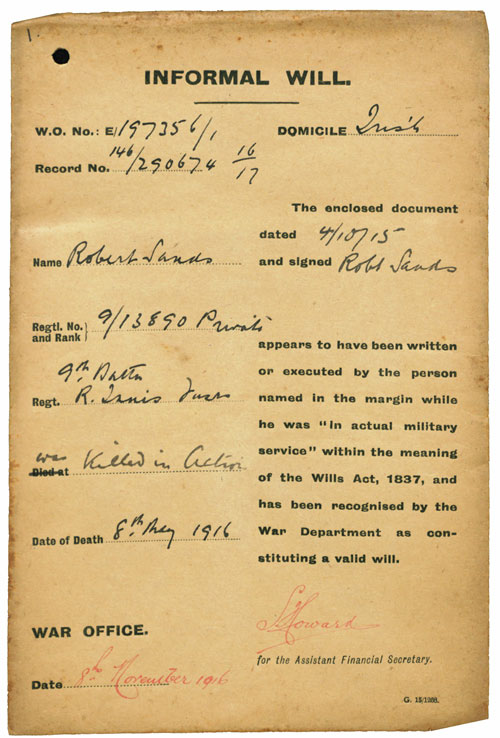 1.
INFORMAL WILL.
W.O. No.: E/197356/1
DOMICILE Irish
Record No. 146/290674 16/17
The enclosed document
dated 4/10/15
and signed Robt Sands
Name Robert Sands
Regtl. No. and Rank} 9/13890 Private
9th Battn
Regt. R. Innis Fusrs
was
Died at Killed in Action
Date of Death 8th May 1916
appears to have been written
or executed by the person
named in the margin while
he was "in actual military
service" within the meaning
of the Wills Act, 1837, and
has been recognised by the
War Department as con-
stituting a valid will.
WAR OFFICE.
Date 8th November 1916
Howard
for the Assistant Financial Secretary.
G. 15/1288.